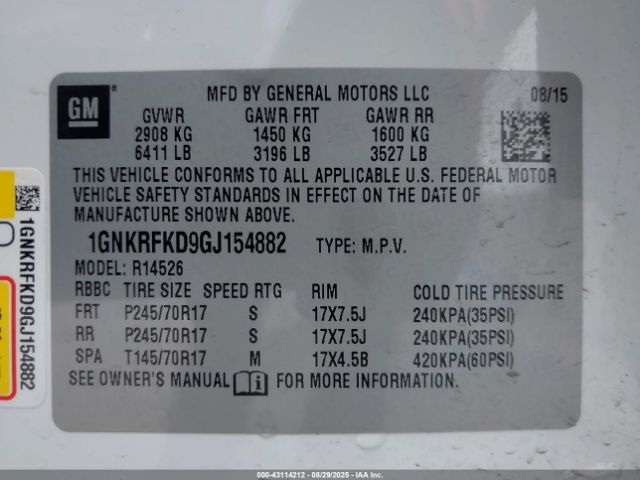 GM ®
MFD BY GENERAL MOTORS LLC 08/15
GVWR GAWR FRT GAWR RR
2908 KG 1450 KG 1600 KG
6411 LB 3196 LB 3527 LB
THIS VEHICLE CONFORMS TO ALL APPLICABLE U.S. FEDERAL MOTOR
VEHICLE SAFETY STANDARDS IN EFFECT ON THE DATE OF
MANUFACTURE SHOWN ABOVE.
1GNKRFKD9GJ154882 TYPE: M.P.V.
MODEL: R14526
RBBC TIRE SIZE SPEED RTG RIM COLD TIRE PRESSURE
FRT P245/70R17 S 17X7.5J 240KPA(35PSI)
RR P245/70R17 S 17X7.5J 240KPA(35PSI)
SPA T145/70R17 M 17X4.5B 420KPA(60PSI)
SEE OWNER'S MANUAL i FOR MORE INFORMATION.
1GNKRFKD9GJ154882
000-43114212 - 08/29/2025 - IAAI.COM